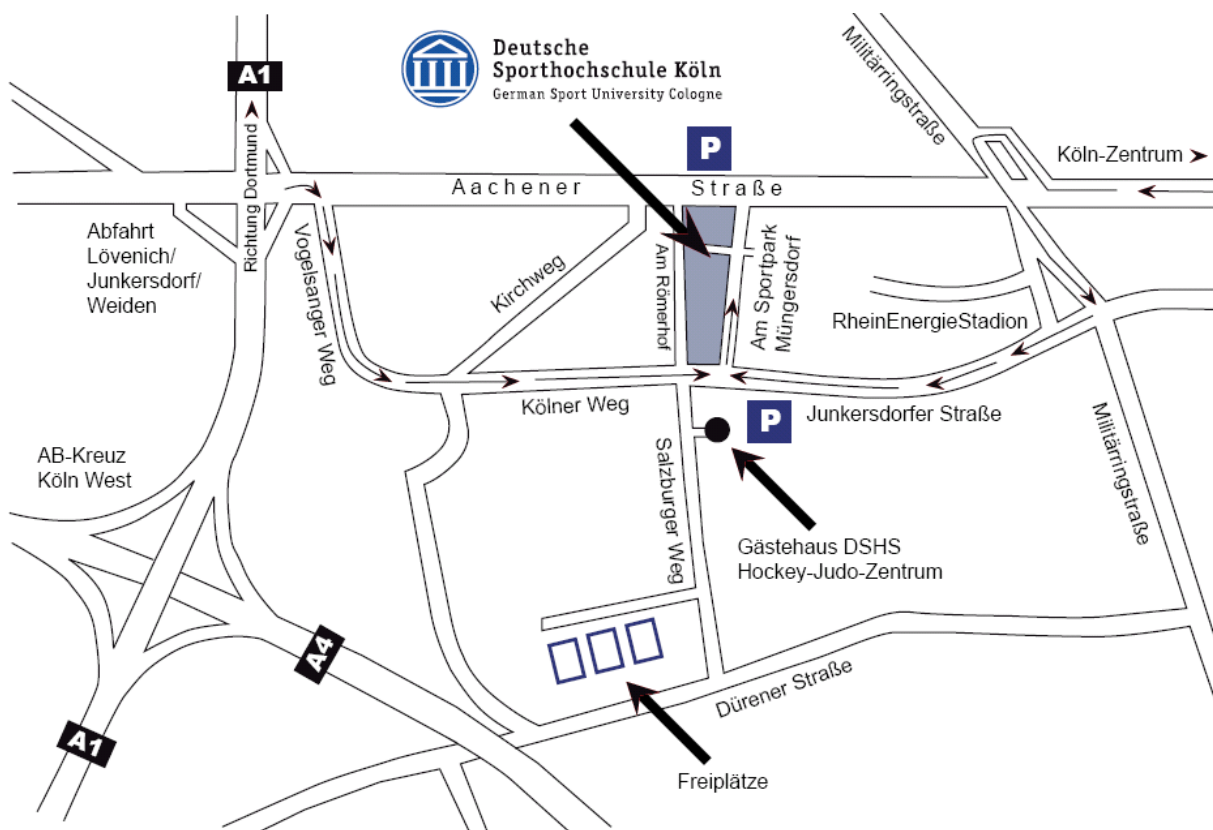 Deutsche
Sporthochschule Köln
German Sport University Cologne
A1
P
Militärringstraße
Köln-Zentrum
Richtung Dortmund
Aachener Straße
Abfahrt
Lövenich/
Junkersdorf/
Weiden
Vogelsanger Weg
Kirchweg
Am Römerhof
Am Sportpark
Müngersdorf
RheinEnergieStadion
Kölner Weg
P
Junkersdorfer Straße
Militärringstraße
AB-Kreuz
Köln West
Salzburger Weg
Gästehaus DSHS
Hockey-Judo-Zentrum
A4
Dürener Straße
A1
Freiplätze